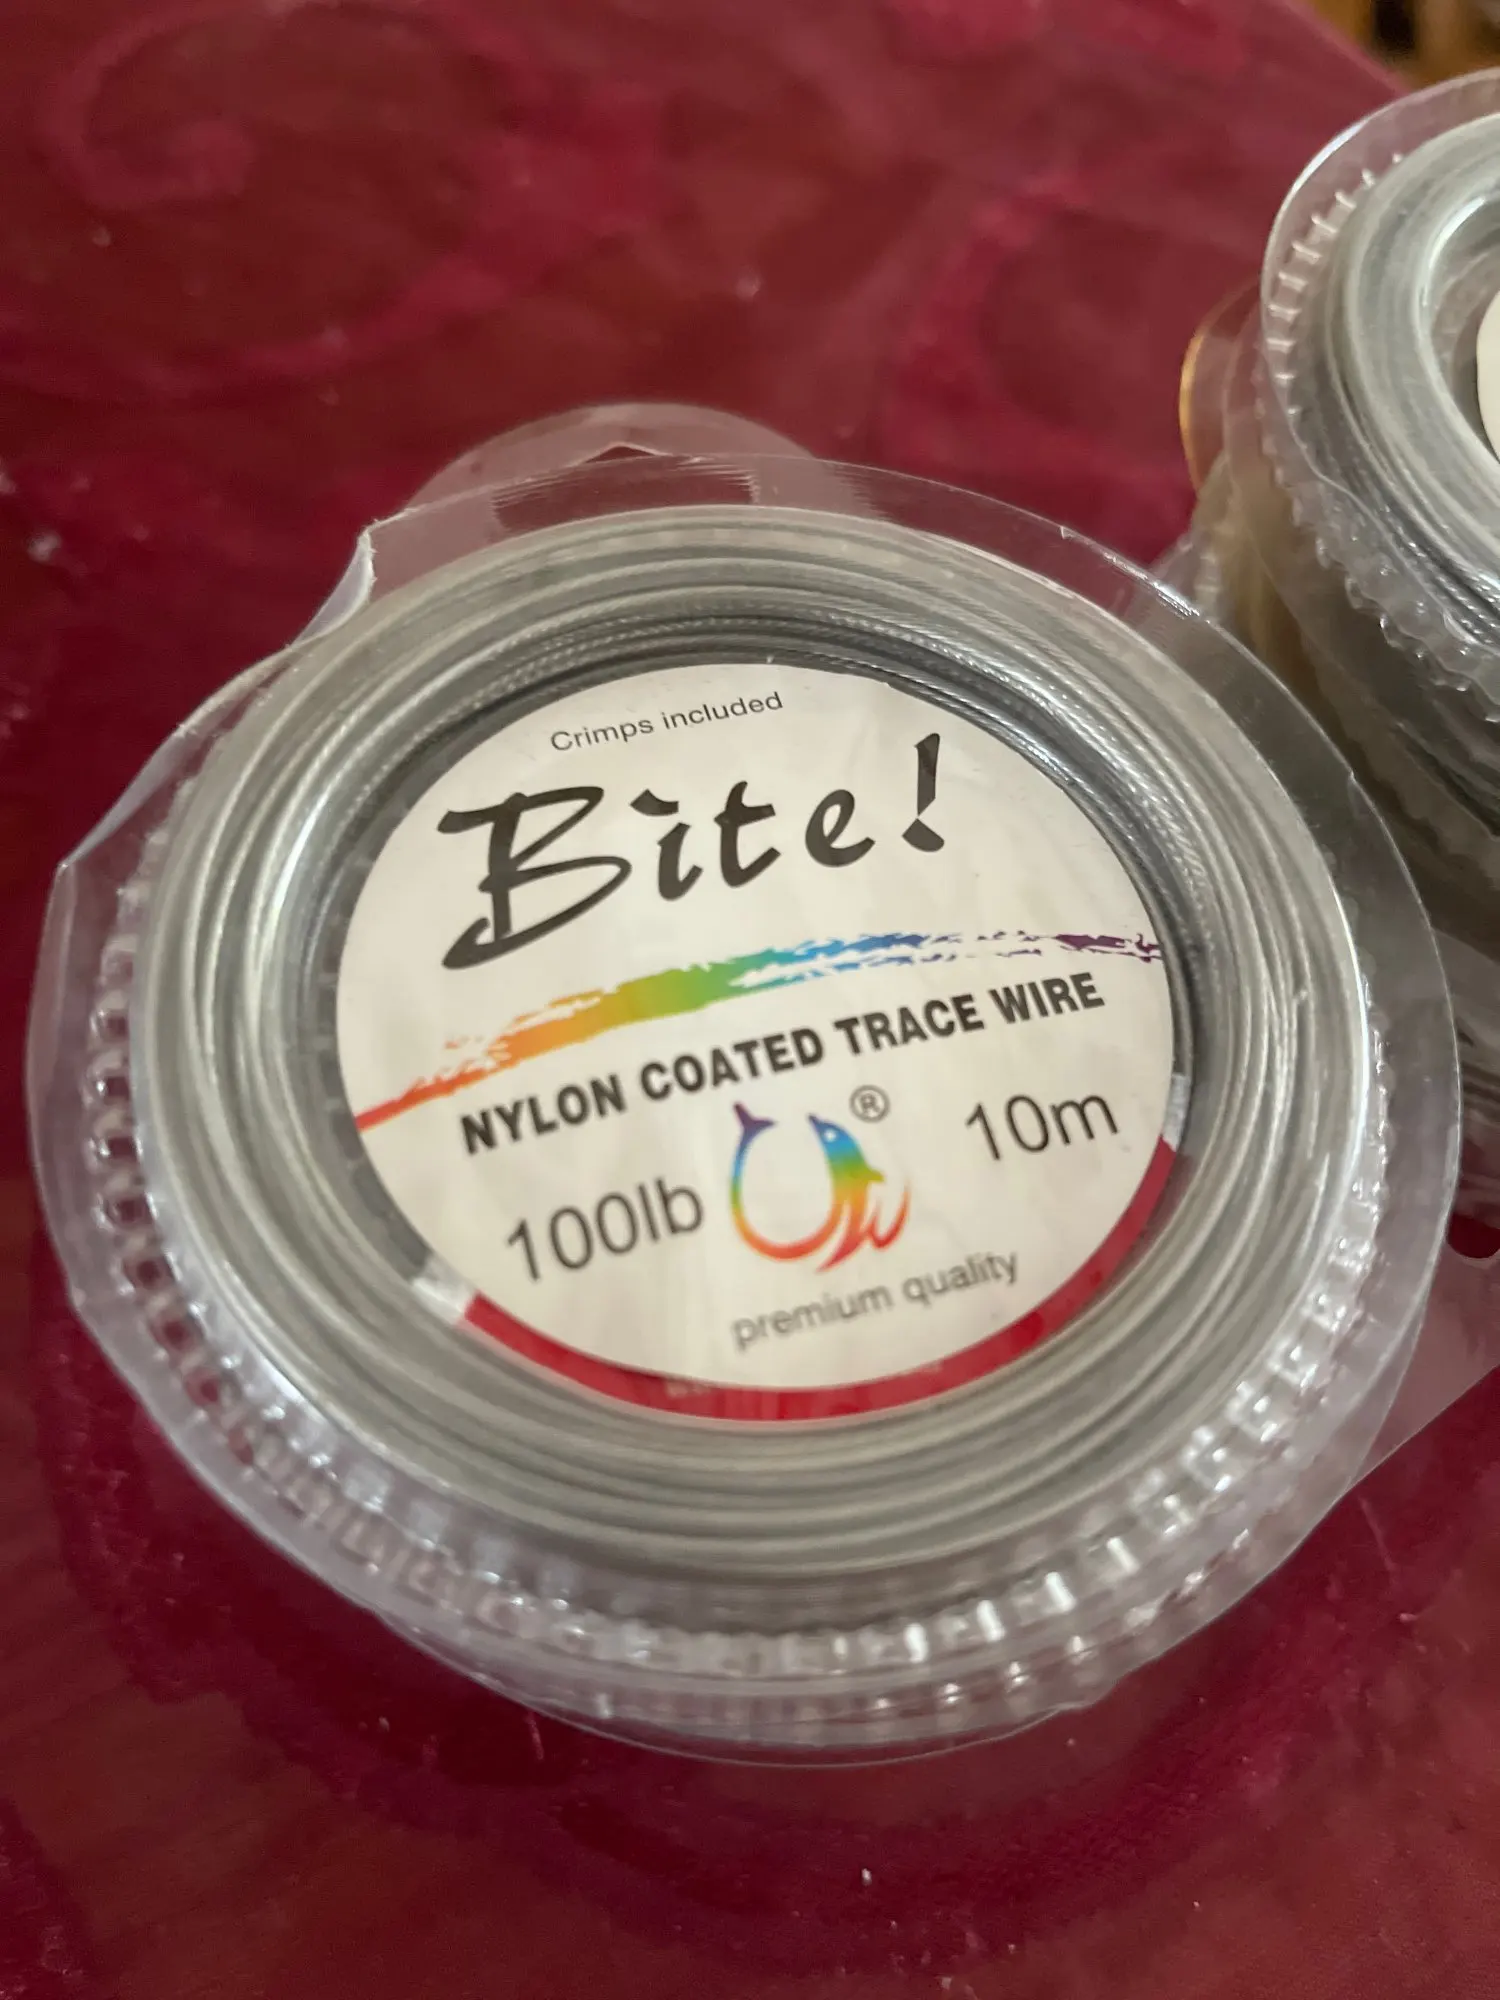 Crimps included
Bite!
NYLON COATED TRACE WIRE
100lb
®
10m
premium quality